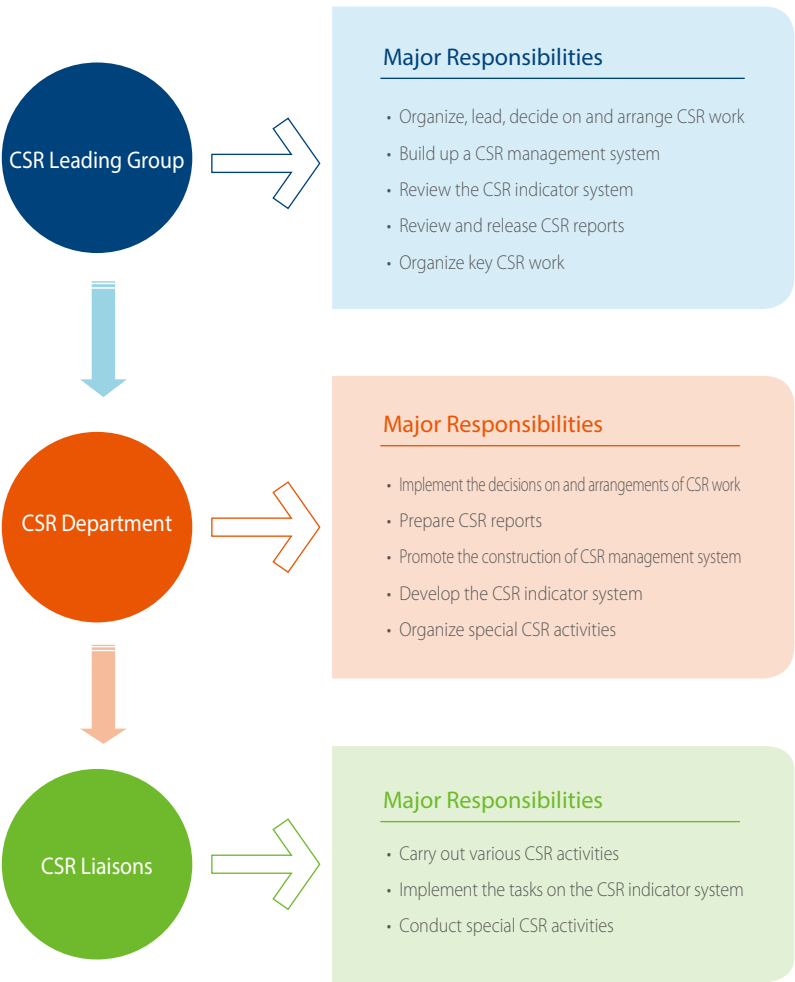 CSR Leading Group
Major Responsibilities
• Organize, lead, decide on and arrange CSR work
• Build up a CSR management system
• Review the CSR indicator system
• Review and release CSR reports
• Organize key CSR work
CSR Department
Major Responsibilities
• Implement the decisions on and arrangements of CSR work
• Prepare CSR reports
• Promote the construction of CSR management system
• Develop the CSR indicator system
• Organize special CSR activities
CSR Liaisons
Major Responsibilities
• Carry out various CSR activities
• Implement the tasks on the CSR indicator system
• Conduct special CSR activities